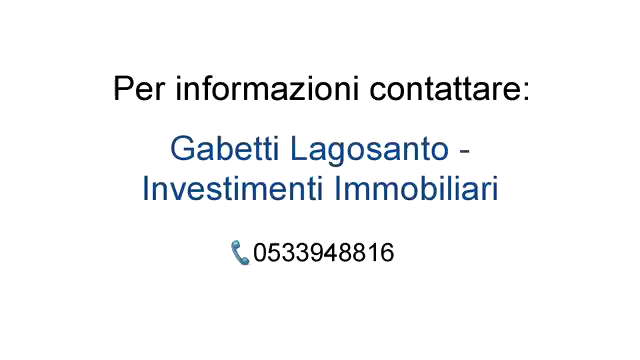 Per informazioni contattare:
Gabetti Lagosanto -
Investimenti Immobiliari
0533948816